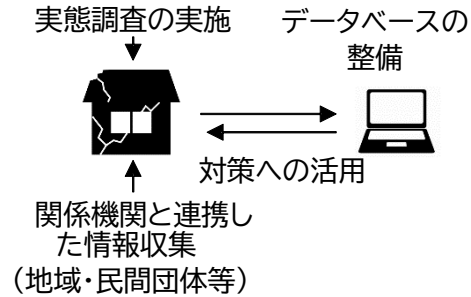 実態調査の実施
データベースの
整備
対策への活用
関係機関と連携し
た情報収集
（地域・民間団体等）